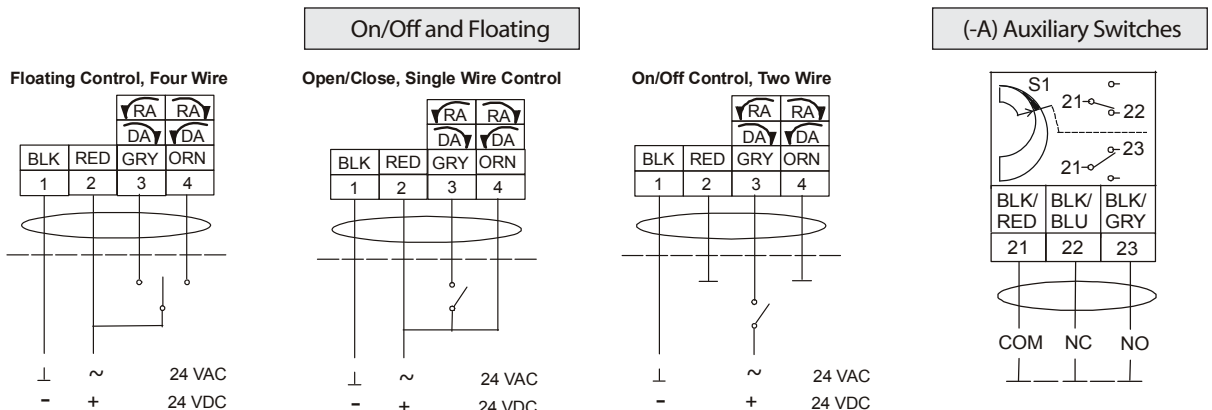 On/Off and Floating
(-A) Auxiliary Switches
Floating Control, Four Wire
RA RA
DA DA
BLK RED GRY ORN
1 2 3 4
⊥ ~ 24 VAC
- + 24 VDC
Open/Close, Single Wire Control
RA RA
DA DA
BLK RED GRY ORN
1 2 3 4
⊥ ~ 24 VAC
- + 24 VDC
On/Off Control, Two Wire
RA RA
DA DA
BLK RED GRY ORN
1 2 3 4
⊥ ~ 24 VAC
- + 24 VDC
S1
21 22
21 23
BLK/ BLK/ BLK/
RED BLU GRY
21 22 23
COM NC NO